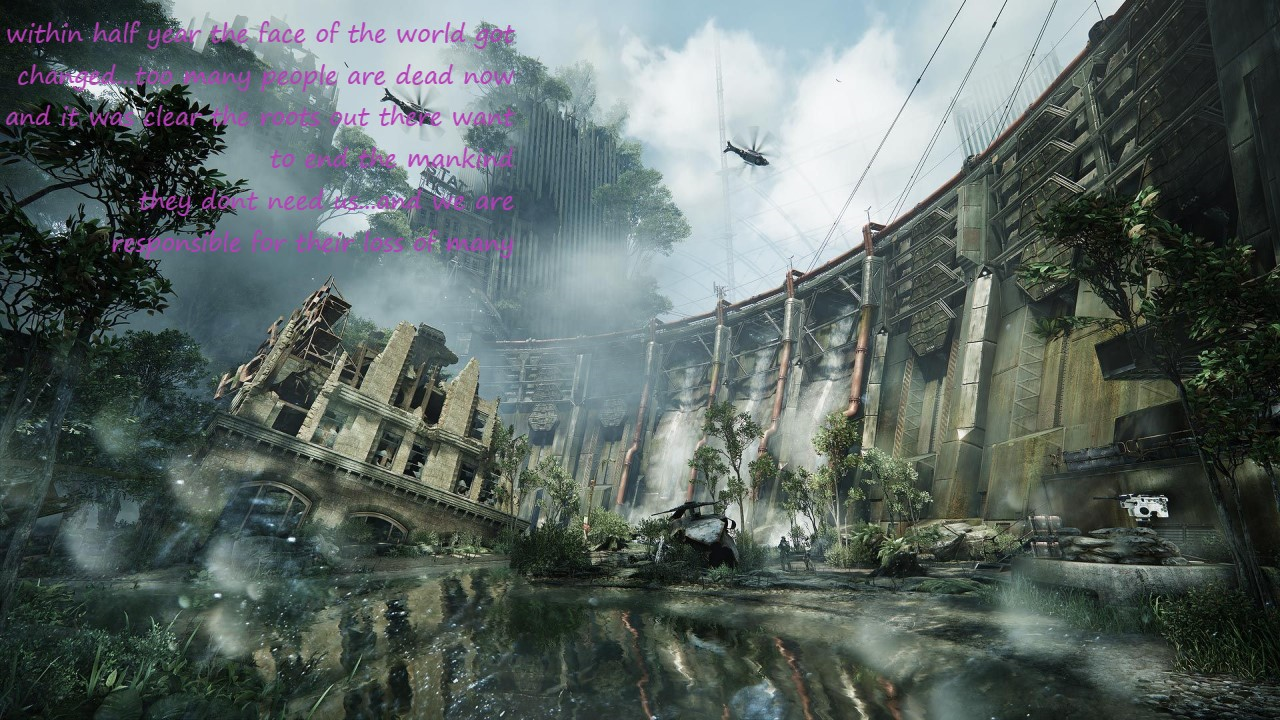 within half year the face of the world got
changed...too many people are dead now
and it was clear the roots out there want
to end the mankind
they dont need us...and we are
responsible for their loss of many
STAT